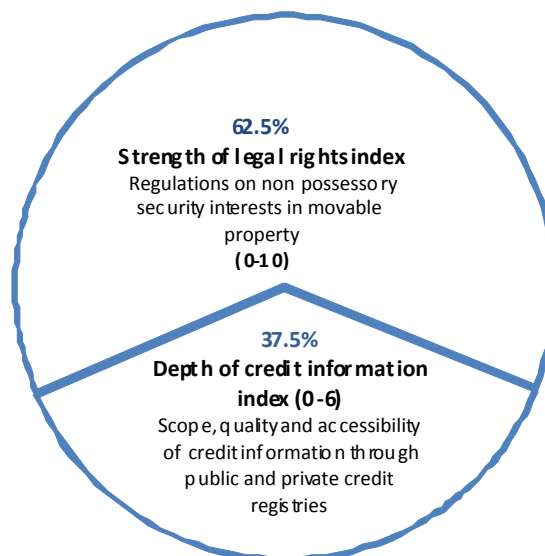 62.5%
Strength of legal rights index
Regulations on non possessory
security interests in movable
property
(0-10)
37.5%
Depth of credit information
index (0-6)
Scope, quality and accessibility
of credit information through
public and private credit
registries